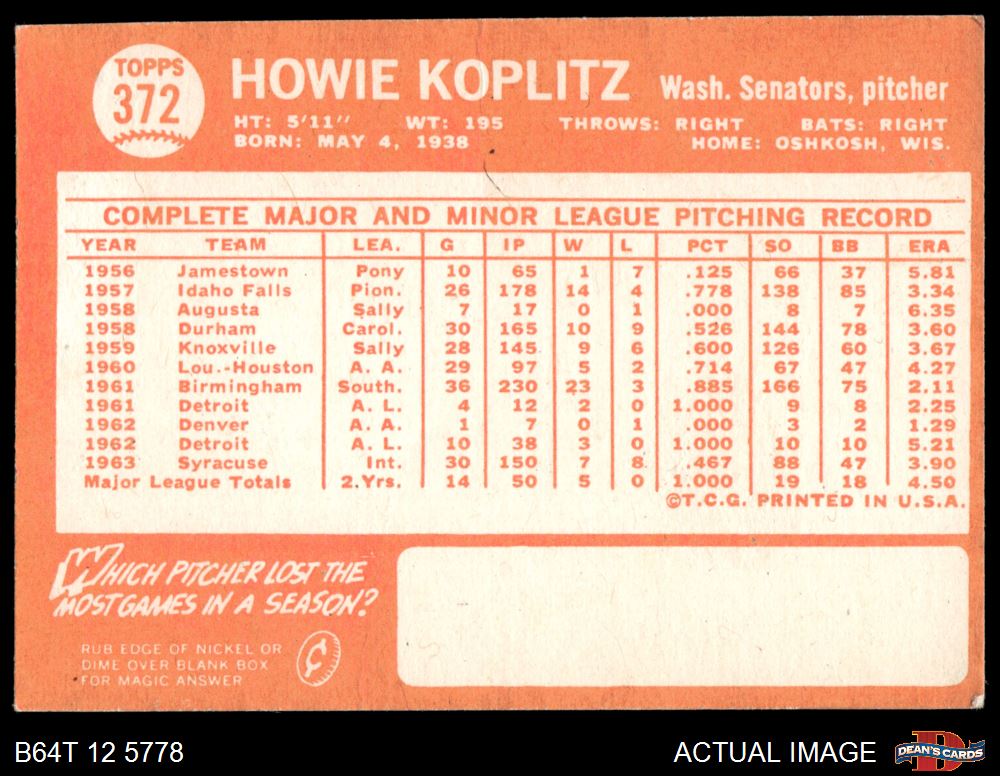 TOPPS
372
HOWIE KOPLITZ Wash. Senators, pitcher
HT: 5'11" WT: 195 THROWS: RIGHT BATS: RIGHT
BORN: MAY 4, 1938 HOME: OSHKOSH, WIS.
COMPLETE MAJOR AND MINOR LEAGUE PITCHING RECORD
YEAR TEAM LEA. G IP W L PCT SO BB ERA
1956 Jamestown Pony 10 65 1 7 .125 66 37 5.81
1957 Idaho Falls Pion. 26 178 14 4 .778 138 85 3.34
1958 Augusta Sally 7 17 0 1 .000 8 7 6.35
1958 Durham Carol. 30 165 10 9 .526 144 78 3.60
1959 Knoxville Sally 28 145 9 6 .600 126 60 3.67
1960 Lou.-Houston A. A. 29 97 5 2 .714 67 47 4.27
1961 Birmingham South. 36 230 23 3 .885 166 75 2.11
1961 Detroit A. L. 4 12 2 0 1.000 9 8 2.25
1962 Denver A. A. 1 7 0 1 .000 3 2 1.29
1962 Detroit A. L. 10 38 3 0 1.000 10 10 5.21
1963 Syracuse Int. 30 150 7 8 .467 88 47 3.90
Major League Totals 2 Yrs. 14 50 5 0 1.000 19 18 4.50
©T.C.G. PRINTED IN U.S.A.
WHICH PITCHER LOST THE
MOST GAMES IN A SEASON?
RUB EDGE OF NICKEL OR
DIME OVER BLANK BOX
FOR MAGIC ANSWER
¢
B64T 12 5778 ACTUAL IMAGE DEAN'S CARDS